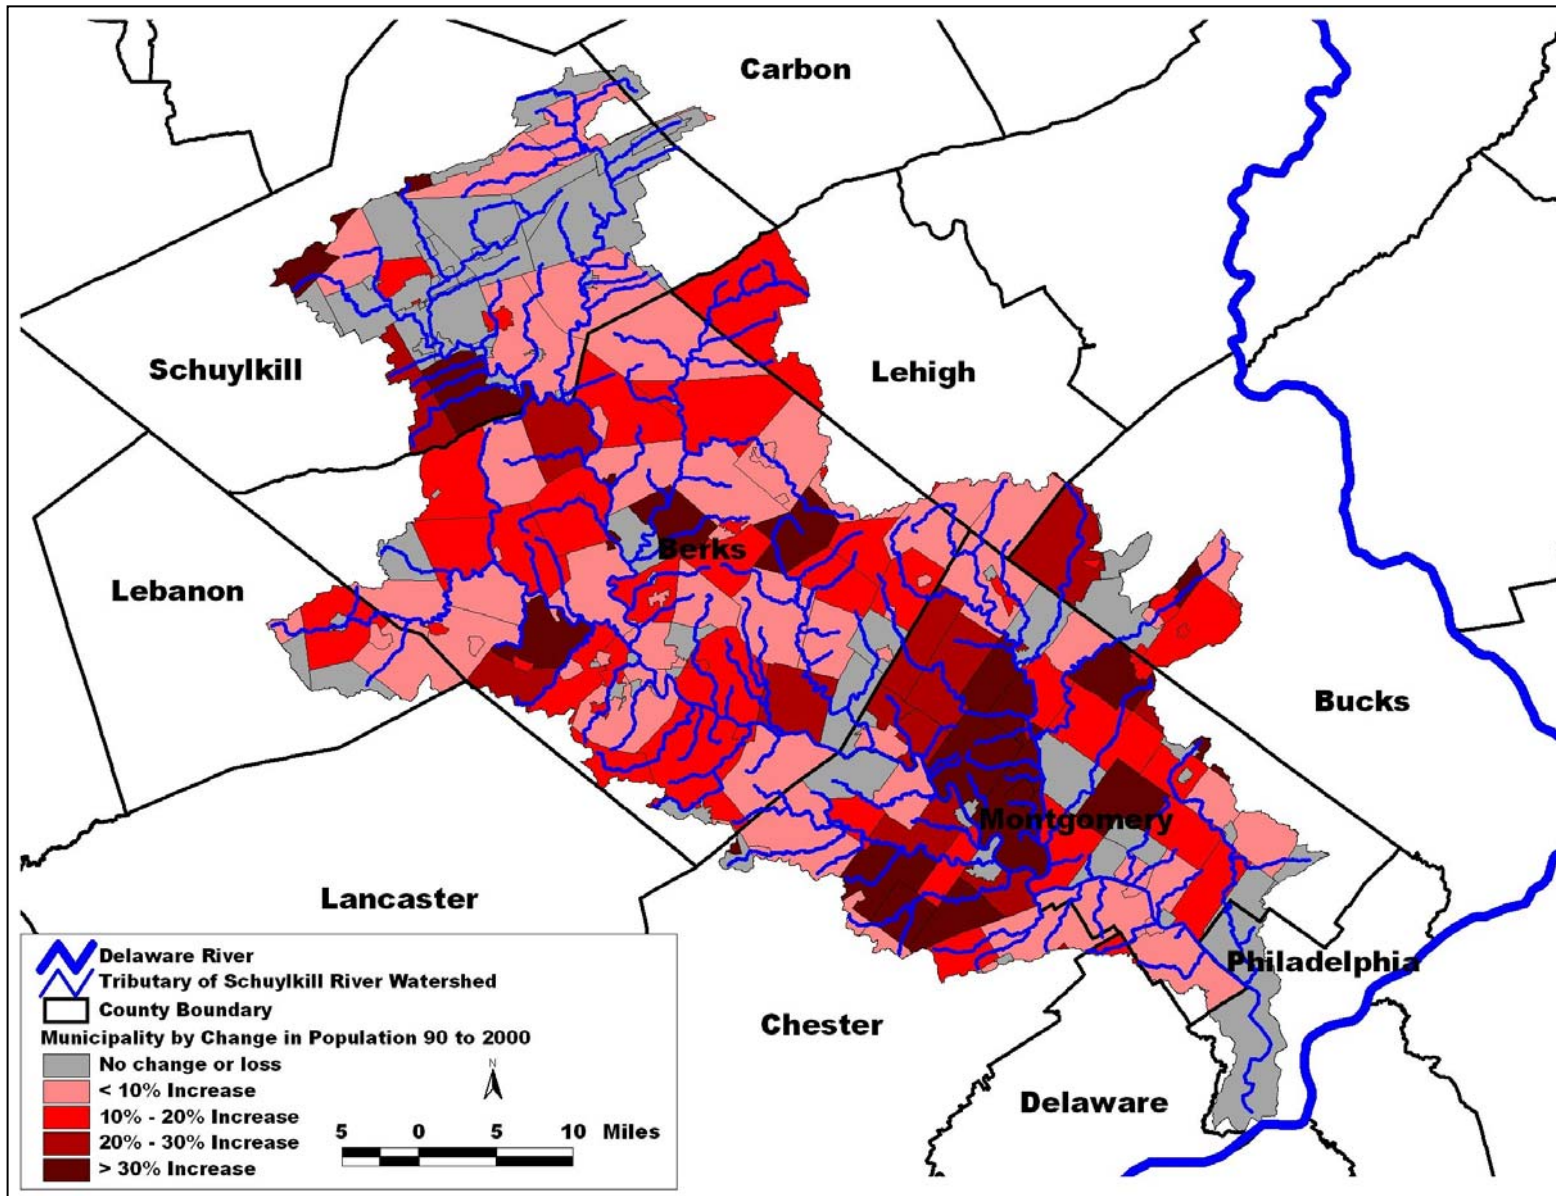 Carbon
Schuylkill
Lehigh
Berks
Lebanon
Bucks
Montgomery
Lancaster
Philadelphia
Chester
Delaware
Delaware River
Tributary of Schuylkill River Watershed
County Boundary
Municipality by Change in Population 90 to 2000
No change or loss
< 10% Increase
10% - 20% Increase
20% - 30% Increase
> 30% Increase
N
5 0 5 10 Miles